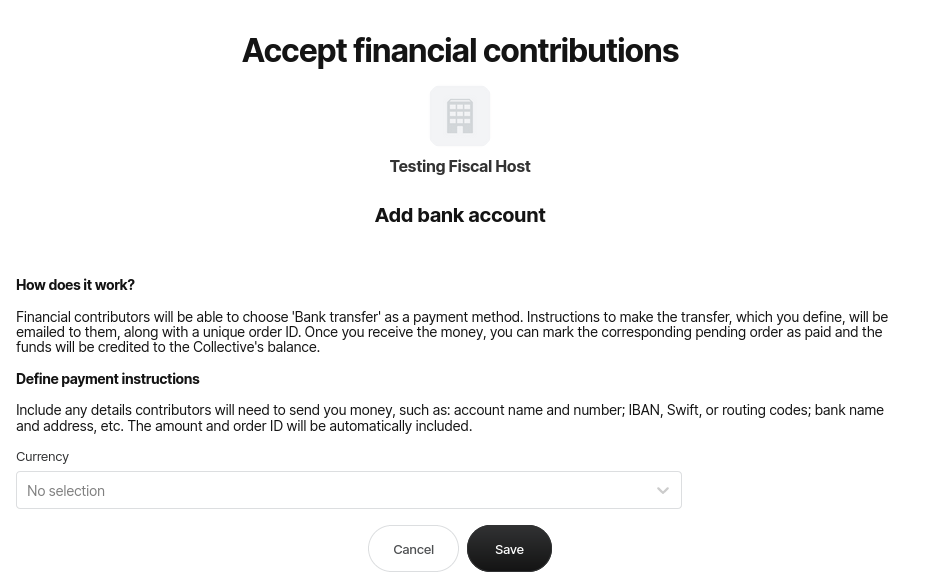 Accept financial contributions
Testing Fiscal Host
Add bank account
How does it work?
Financial contributors will be able to choose 'Bank transfer' as a payment method. Instructions to make the transfer, which you define, will be
emailed to them, along with a unique order ID. Once you receive the money, you can mark the corresponding pending order as paid and the
funds will be credited to the Collective's balance.
Define payment instructions
Include any details contributors will need to send you money, such as: account name and number; IBAN, Swift, or routing codes; bank name
and address, etc. The amount and order ID will be automatically included.
Currency
No selection
Cancel
Save